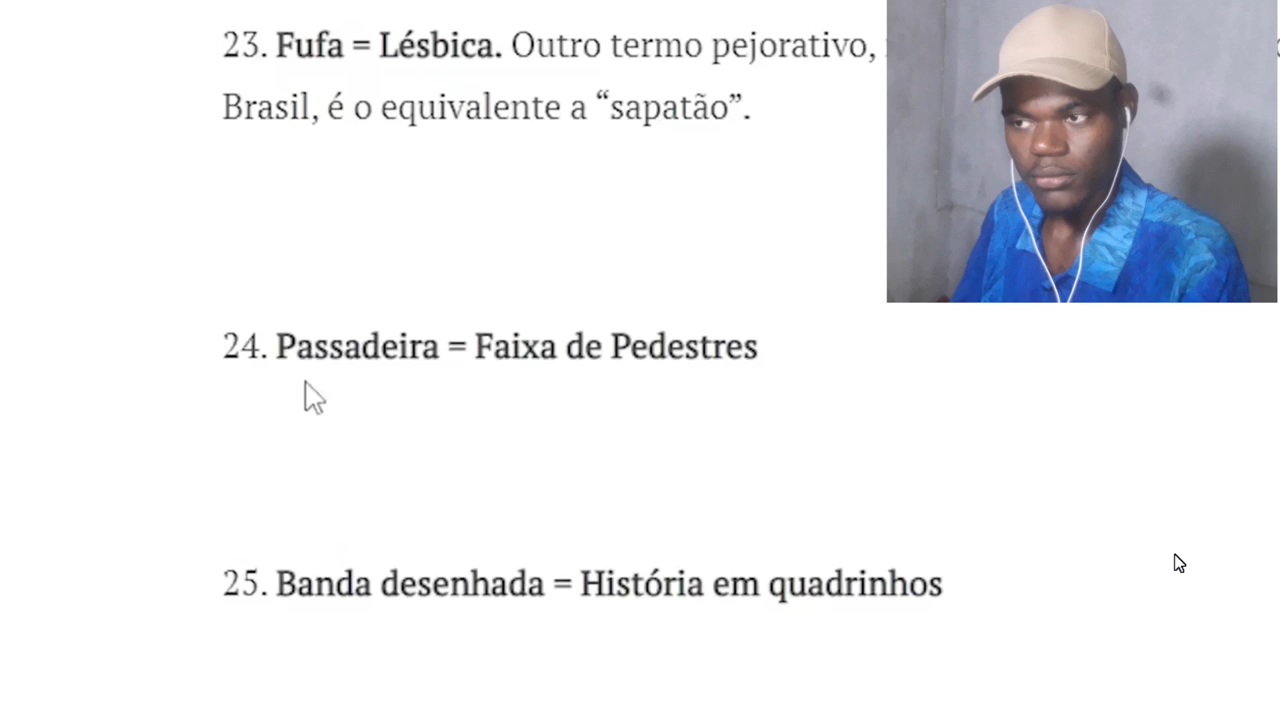 23. Fufa = Lésbica. Outro termo pejorativo,
Brasil, é o equivalente a “sapatão”.
24. Passadeira = Faixa de Pedestres
25. Banda desenhada = História em quadrinhos